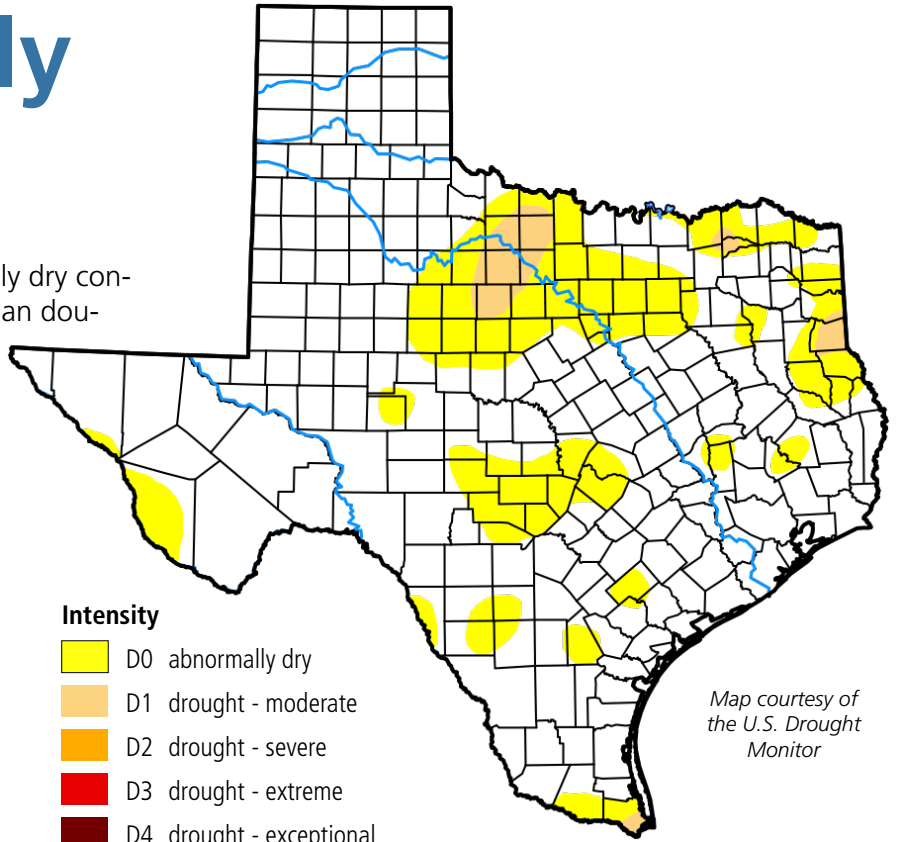 ly
ly dry con-
an dou-
Intensity
D0 abnormally dry
D1 drought - moderate
D2 drought - severe
D3 drought - extreme
D4 drought - exceptional
Map courtesy of
the U.S. Drought
Monitor